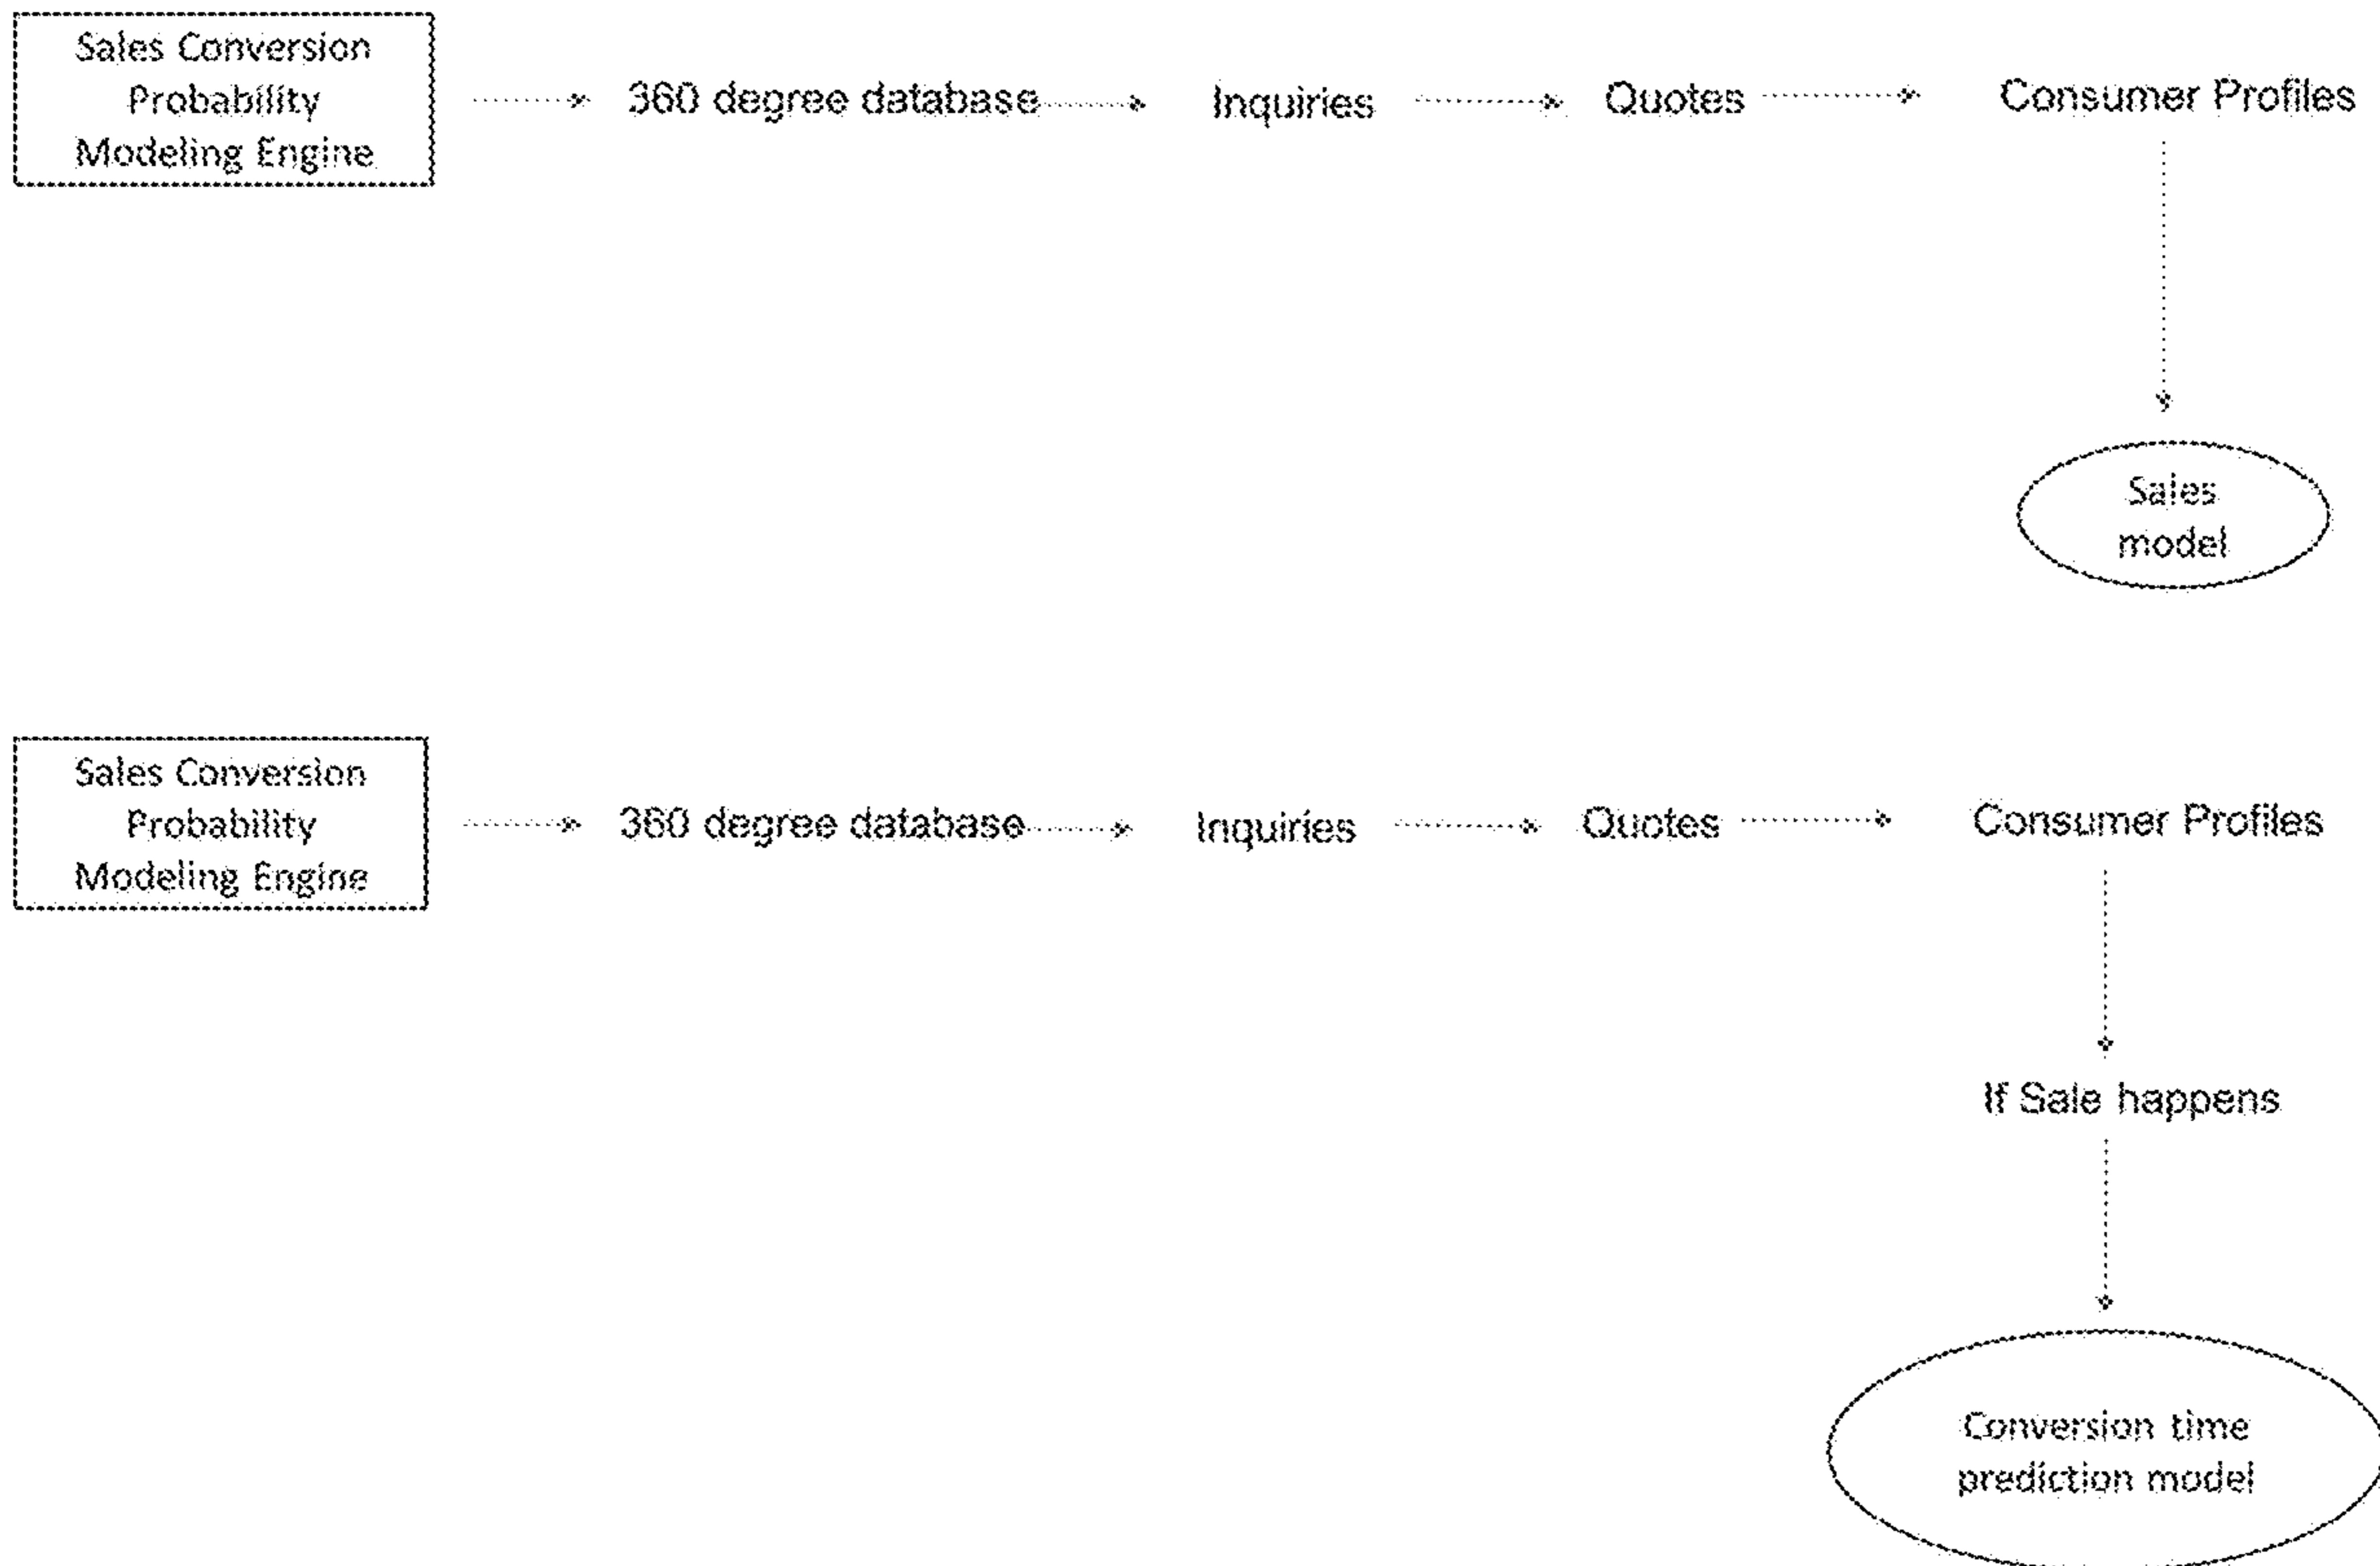 Sales Conversion
Probability
Modeling Engine
360 degree database
Inquiries
Quotes
Consumer Profiles
Sales
model
Sales Conversion
Probability
Modeling Engine
360 degree database
Inquiries
Quotes
Consumer Profiles
If Sale happens
Conversion time
prediction model